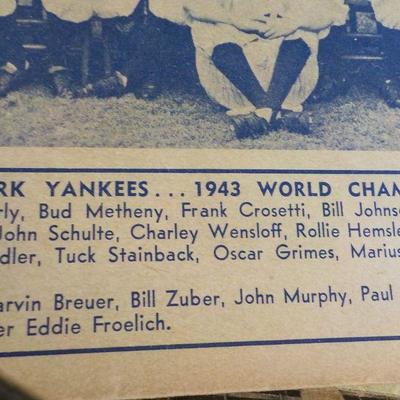 RK YANKEES... 1943 WORLD CHAM
rly, Bud Metheny, Frank Crosetti, Bill Johns
John Schulte, Charley Wensloff, Rollie Hemsle
dler, Tuck Stainback, Oscar Grimes, Marius
arvin Breuer, Bill Zuber, John Murphy, Paul
er Eddie Froelich.